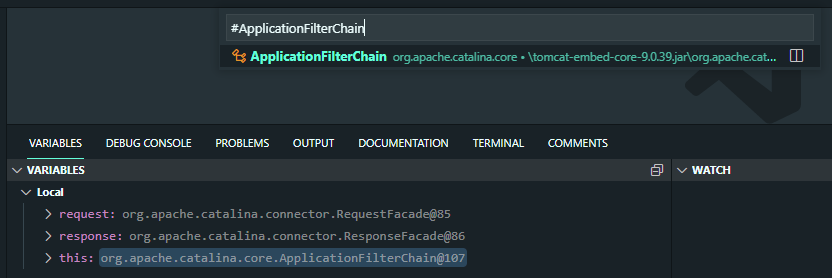 #ApplicationFilterChain
ApplicationFilterChain org.apache.catalina.core • \tomcat-embed-core-9.0.39.jar\org.apache.cat...
VARIABLES DEBUG CONSOLE PROBLEMS OUTPUT DOCUMENTATION TERMINAL COMMENTS
VARIABLES WATCH
Local
request: org.apache.catalina.connector.RequestFacade@85
response: org.apache.catalina.connector.ResponseFacade@86
this: org.apache.catalina.core.ApplicationFilterChain@107